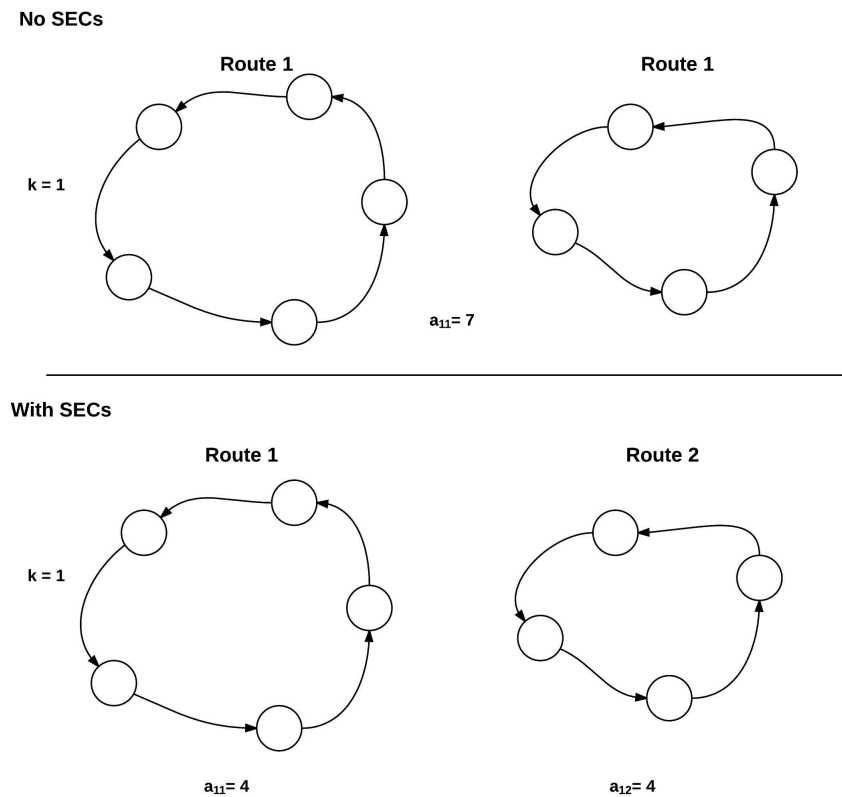 No SECs
Route 1
Route 1
k = 1
a₁₁= 7
With SECs
Route 1
Route 2
k = 1
a₁₁= 4
a₁₂= 4